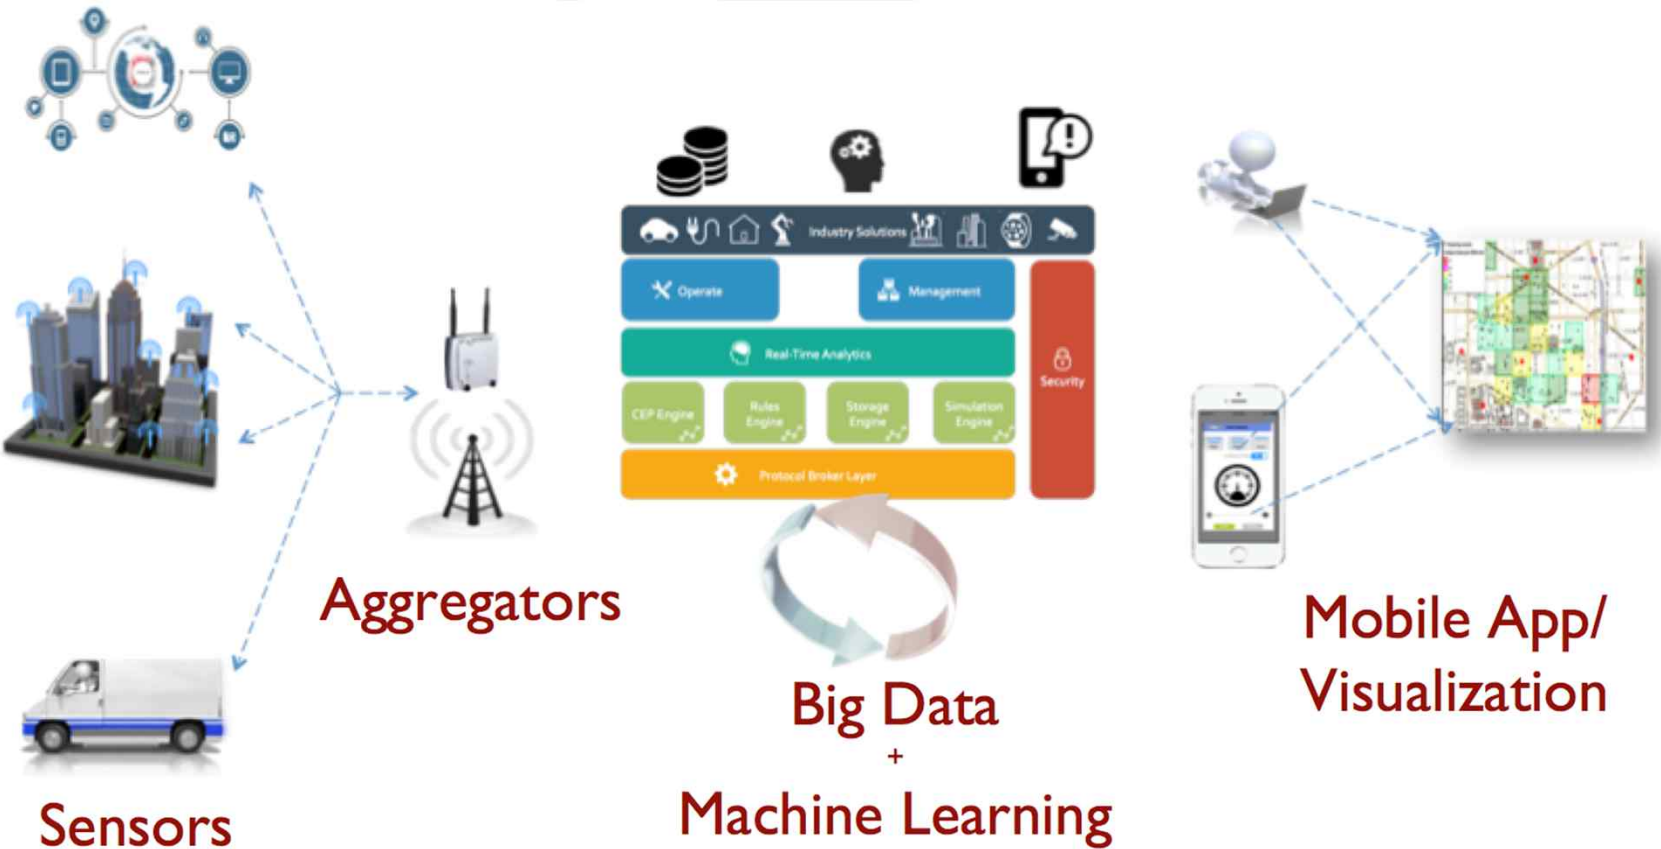 Industry Solutions
Operate
Management
Real-Time Analytics
Security
CEP Engine
Rules
Engine
Storage
Engine
Simulation
Engine
Protocol Broker Layer
Aggregators
Mobile App/
Visualization
Big Data
+
Machine Learning
Sensors